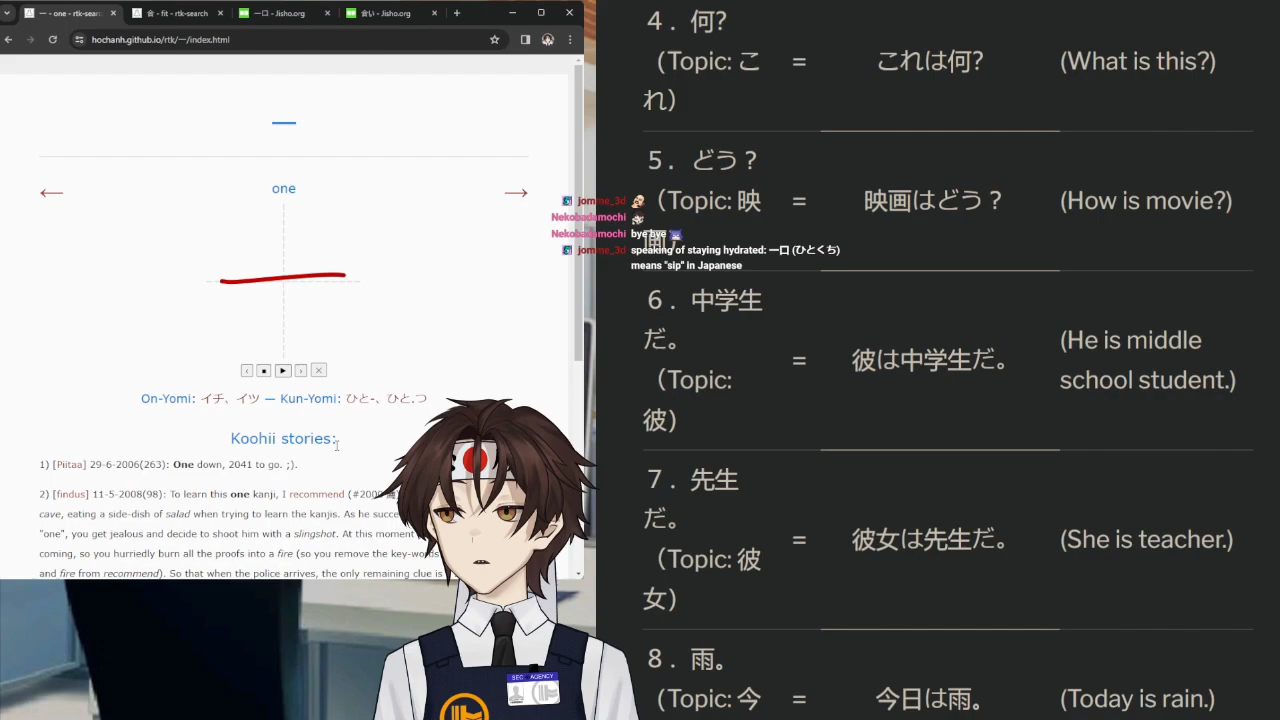 一 - one - rtk-search
合 - fit - rtk-search
一口 - Jisho.org
合い - Jisho.org
hochanh.github.io/rtk/一/index.html
一
← →
one
On-Yomi: イチ、イツ — Kun-Yomi: ひと-、ひと.つ
Koohii stories:
1) [Piitaa] 29-6-2006(263): One down, 2041 to go. ;).
2) [findus] 11-5-2008(98): To learn this one kanji, I recommend (#2009
cave, eating a side-dish of salad when trying to learn the kanjis. As he
"one", you get jealous and decide to shoot him with a slingshot. At this moment
coming, so you hurriedly burn all the proofs into a fire (so you remove the key-words
and fire from recommend). So that when the police arrives, the only remaining clue is
jomme_3d
Nekobadamochi
Nekobadamochi bye bye
jomme_3d speaking of staying hydrated: 一口 (ひとくち)
means "sip" in Japanese
4．何?
(Topic: こ = これは何? (What is this?)
れ)
5．どう？
（Topic: 映 = 映画はどう？ (How is movie?)
画）
6．中学生
だ。
（Topic: = 彼は中学生だ。 (He is middle
school student.)
彼)
7．先生
だ。
（Topic: 彼 = 彼女は先生だ。 (She is teacher.)
女)
8．雨。
(Topic: 今 = 今日は雨。 (Today is rain.)
SEC AGENCY